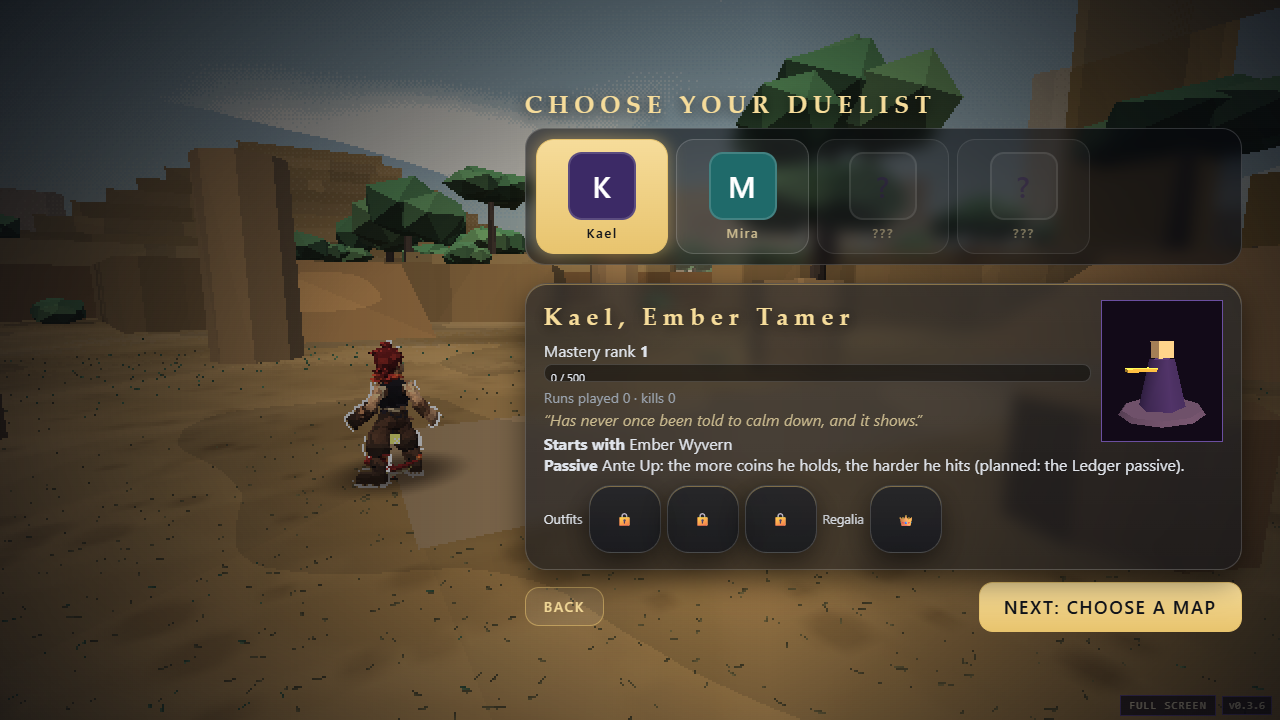 CHOOSE YOUR DUELIST
K
M
?
?
Kael
Mira
???
???
Kael, Ember Tamer
Mastery rank 1
0 / 500
Runs played 0 · kills 0
“Has never once been told to calm down, and it shows.”
Starts with Ember Wyvern
Passive Ante Up: the more coins he holds, the harder he hits (planned: the Ledger passive).
Outfits
Regalia
BACK
NEXT: CHOOSE A MAP
FULL SCREEN
v0.3.6